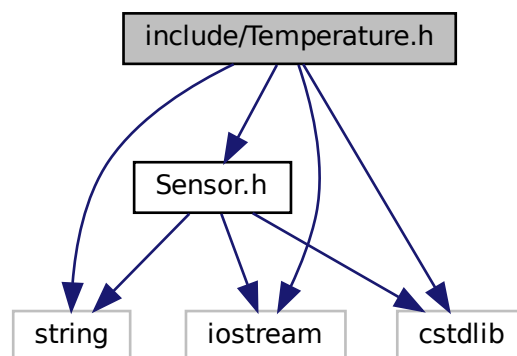 include/Temperature.h
Sensor.h
string
iostream
cstdlib